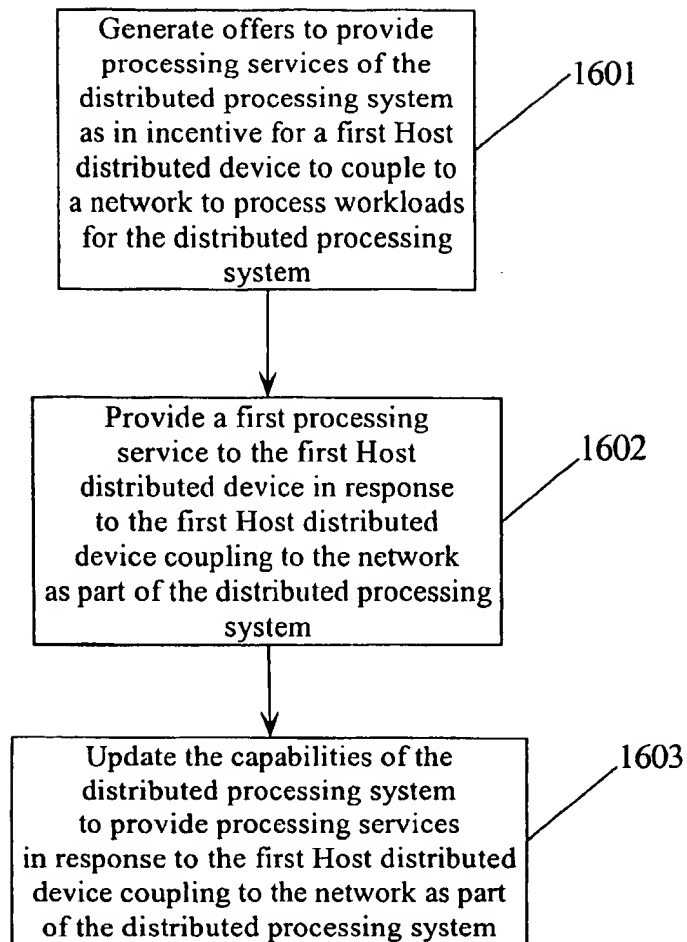 Generate offers to provide
processing services of the
distributed processing system
as in incentive for a first Host
distributed device to couple to
a network to process workloads
for the distributed processing
system
1601
Provide a first processing
service to the first Host
distributed device in response
to the first Host distributed
device coupling to the network
as part of the distributed processing
system
1602
Update the capabilities of the
distributed processing system
to provide processing services
in response to the first Host distributed
device coupling to the network as part
of the distributed processing system
1603